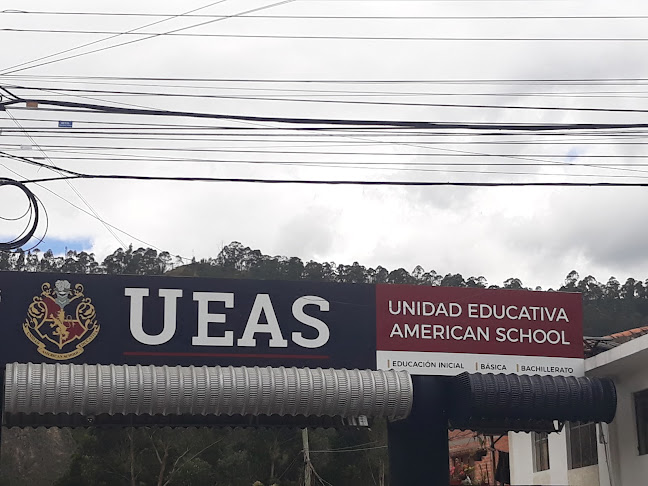 UEAS
UNIDAD EDUCATIVA
AMERICAN SCHOOL
| EDUCACIÓN INICIAL | BÁSICA | BACHILLERATO